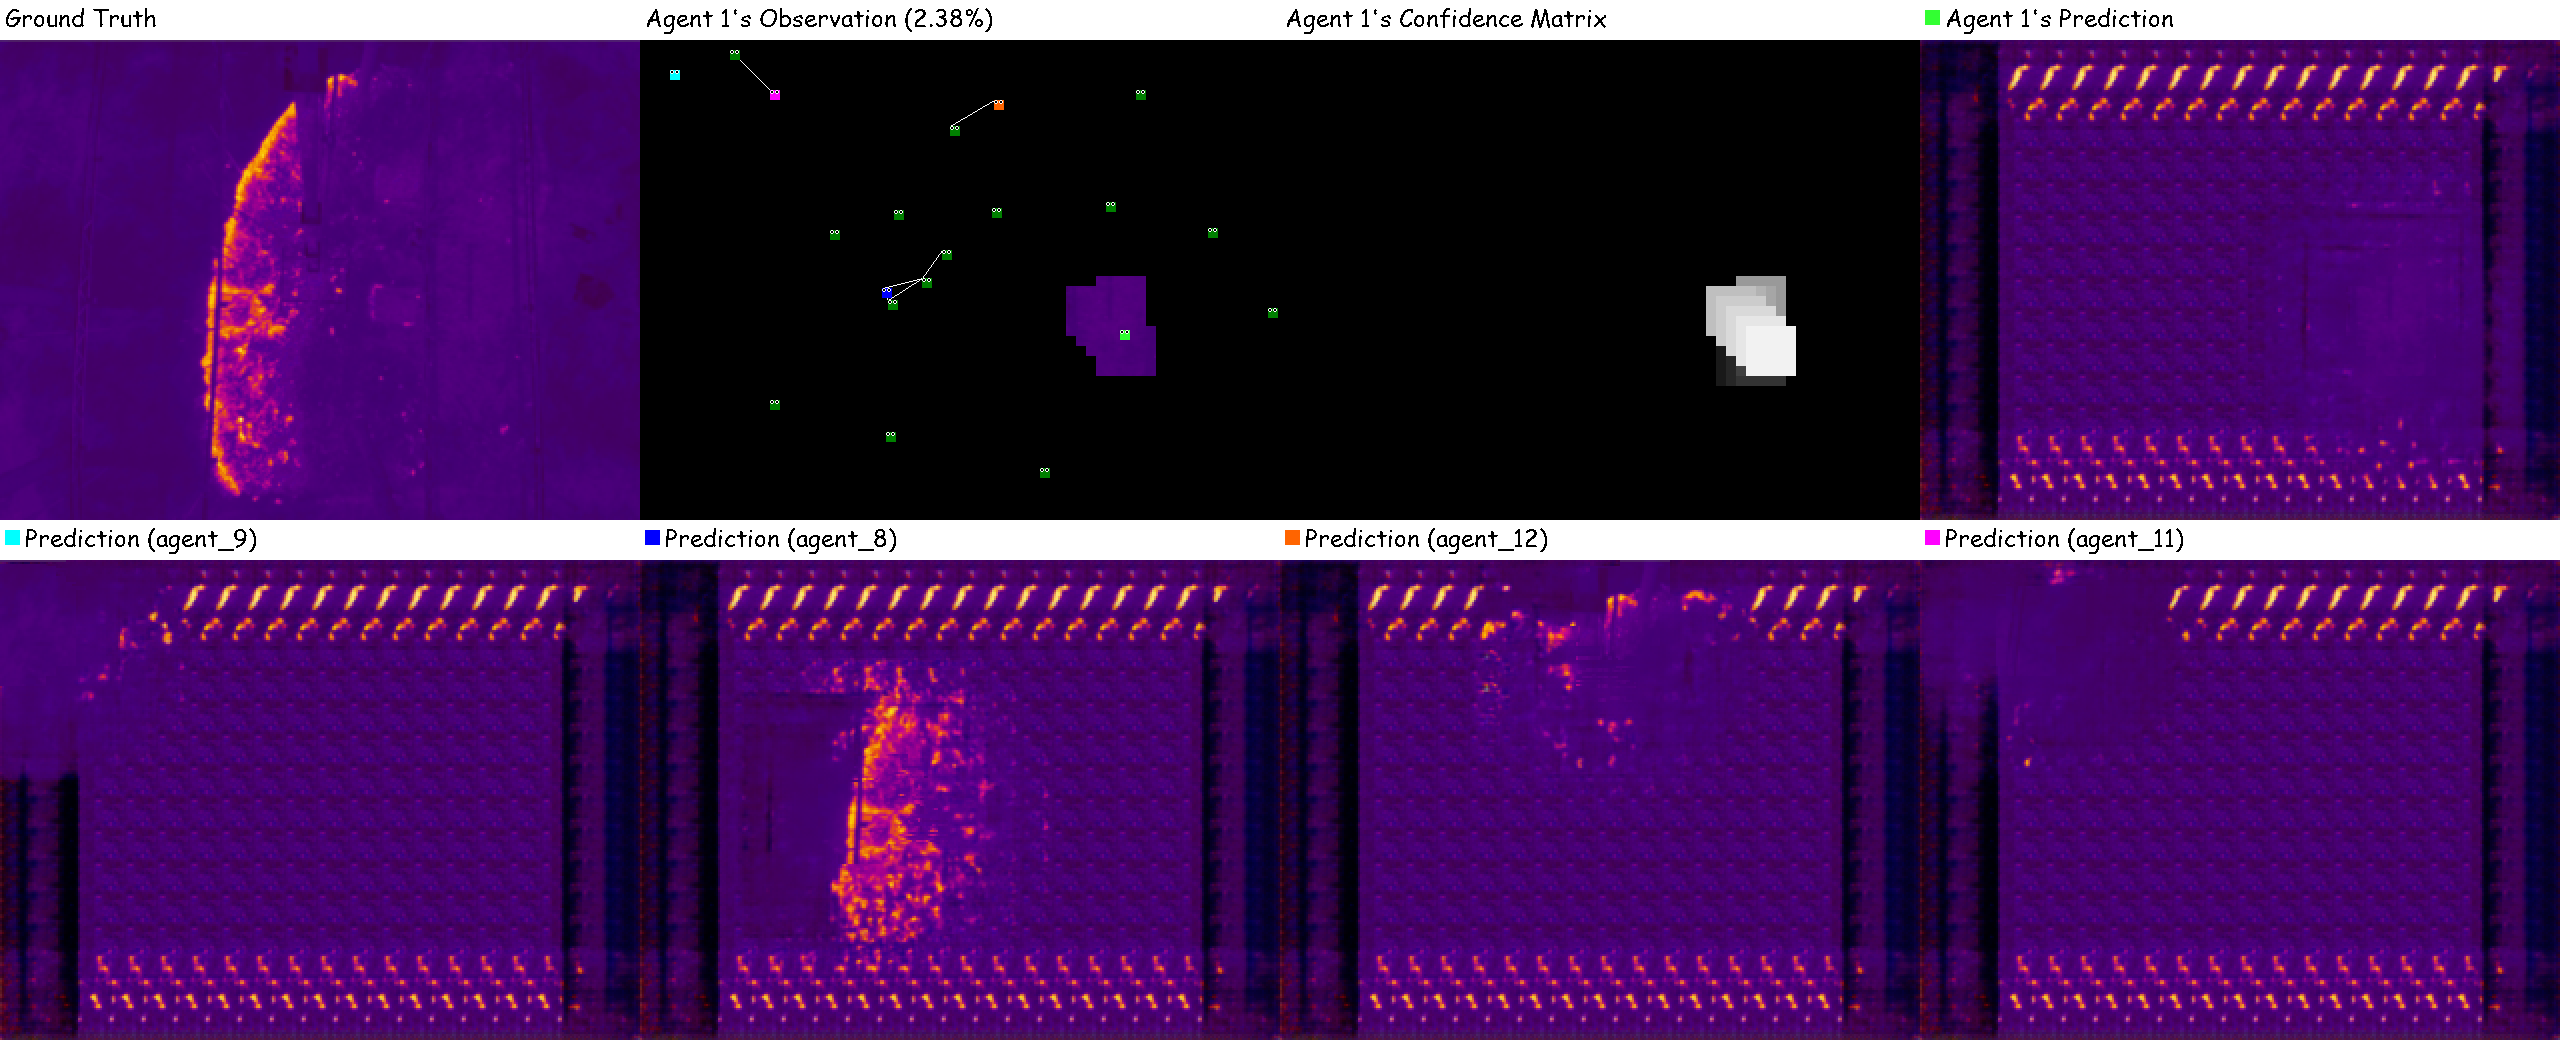 Ground Truth
Agent 1's Observation (2.38%)
Agent 1's Confidence Matrix
Agent 1's Prediction
Prediction (agent_9)
Prediction (agent_8)
Prediction (agent_12)
Prediction (agent_11)